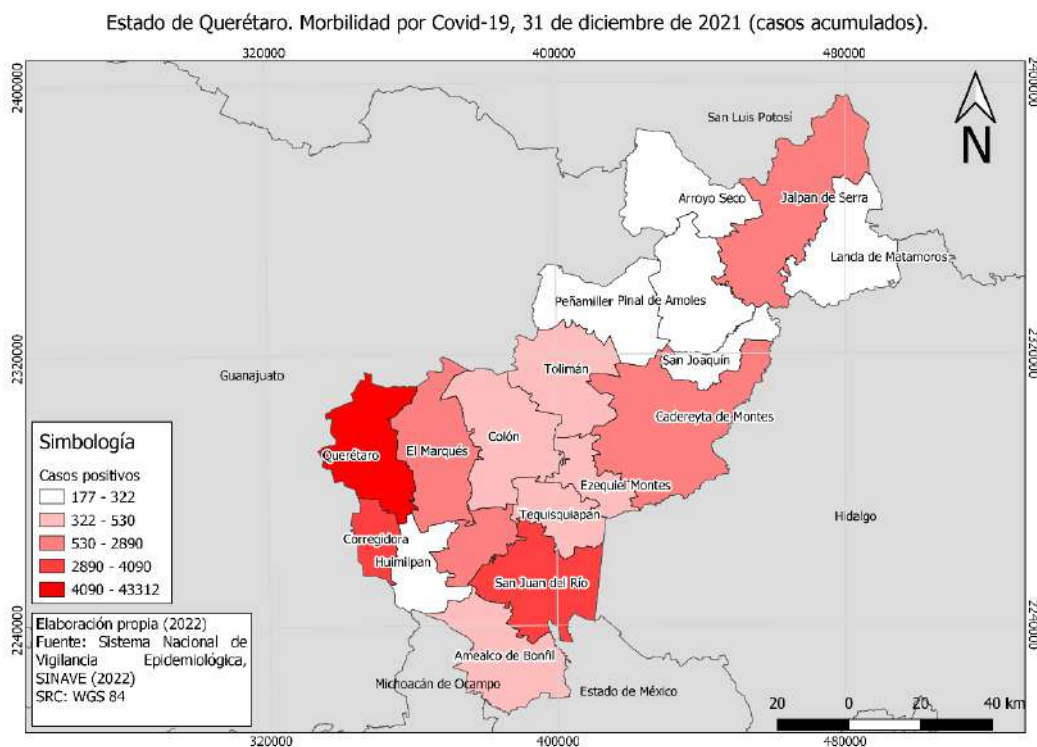 Estado de Querétaro. Morbilidad por Covid-19, 31 de diciembre de 2021 (casos acumulados).
320000 400000 480000
2400000 2400000
San Luis Potosí
N
Arroyo Seco
Jalpan de Serra
Landa de Matamoros
Peñamiller
Pinal de Amoles
2320000 2320000
San Joaquín
Guanajuato
Tolimán
Cadereyta de Montes
Colón
El Marqués
Querétaro
Ezequiel Montes
Tequisquiapan
Hidalgo
Corregidora
Huimilpan
San Juan del Río
2240000 2240000
Amealco de Bonfil
Michoacán de Ocampo
Estado de México
Simbología
Casos positivos
177 - 322
322 - 530
530 - 2890
2890 - 4090
4090 - 43312
Elaboración propia (2022)
Fuente: Sistema Nacional de
Vigilancia Epidemiológica,
SINAVE (2022)
SRC: WGS 84
20 0 20 40 km
320000 400000 480000